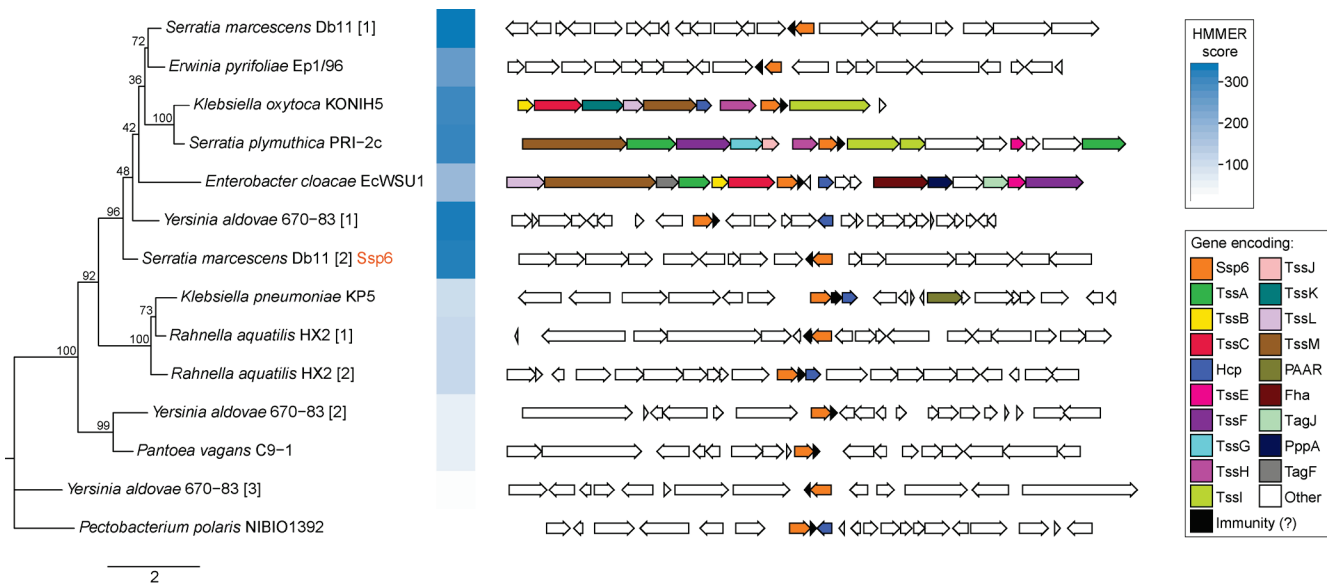 Serratia marcescens Db11 [1]
Erwinia pyrifoliae Ep1/96
Klebsiella oxytoca KONIH5
Serratia plymuthica PRI−2c
Enterobacter cloacae EcWSU1
Yersinia aldovae 670−83 [1]
Serratia marcescens Db11 [2] Ssp6
Klebsiella pneumoniae KP5
Rahnella aquatilis HX2 [1]
Rahnella aquatilis HX2 [2]
Yersinia aldovae 670−83 [2]
Pantoea vagans C9−1
Yersinia aldovae 670−83 [3]
Pectobacterium polaris NIBIO1392
72
36
100
42
48
96
92
73
100
100
99
2
HMMER
score
300
200
100
Gene encoding:
Ssp6
TssA
TssB
TssC
Hcp
TssE
TssF
TssG
TssH
TssI
Immunity (?)
TssJ
TssK
TssL
TssM
PAAR
Fha
TagJ
PppA
TagF
Other